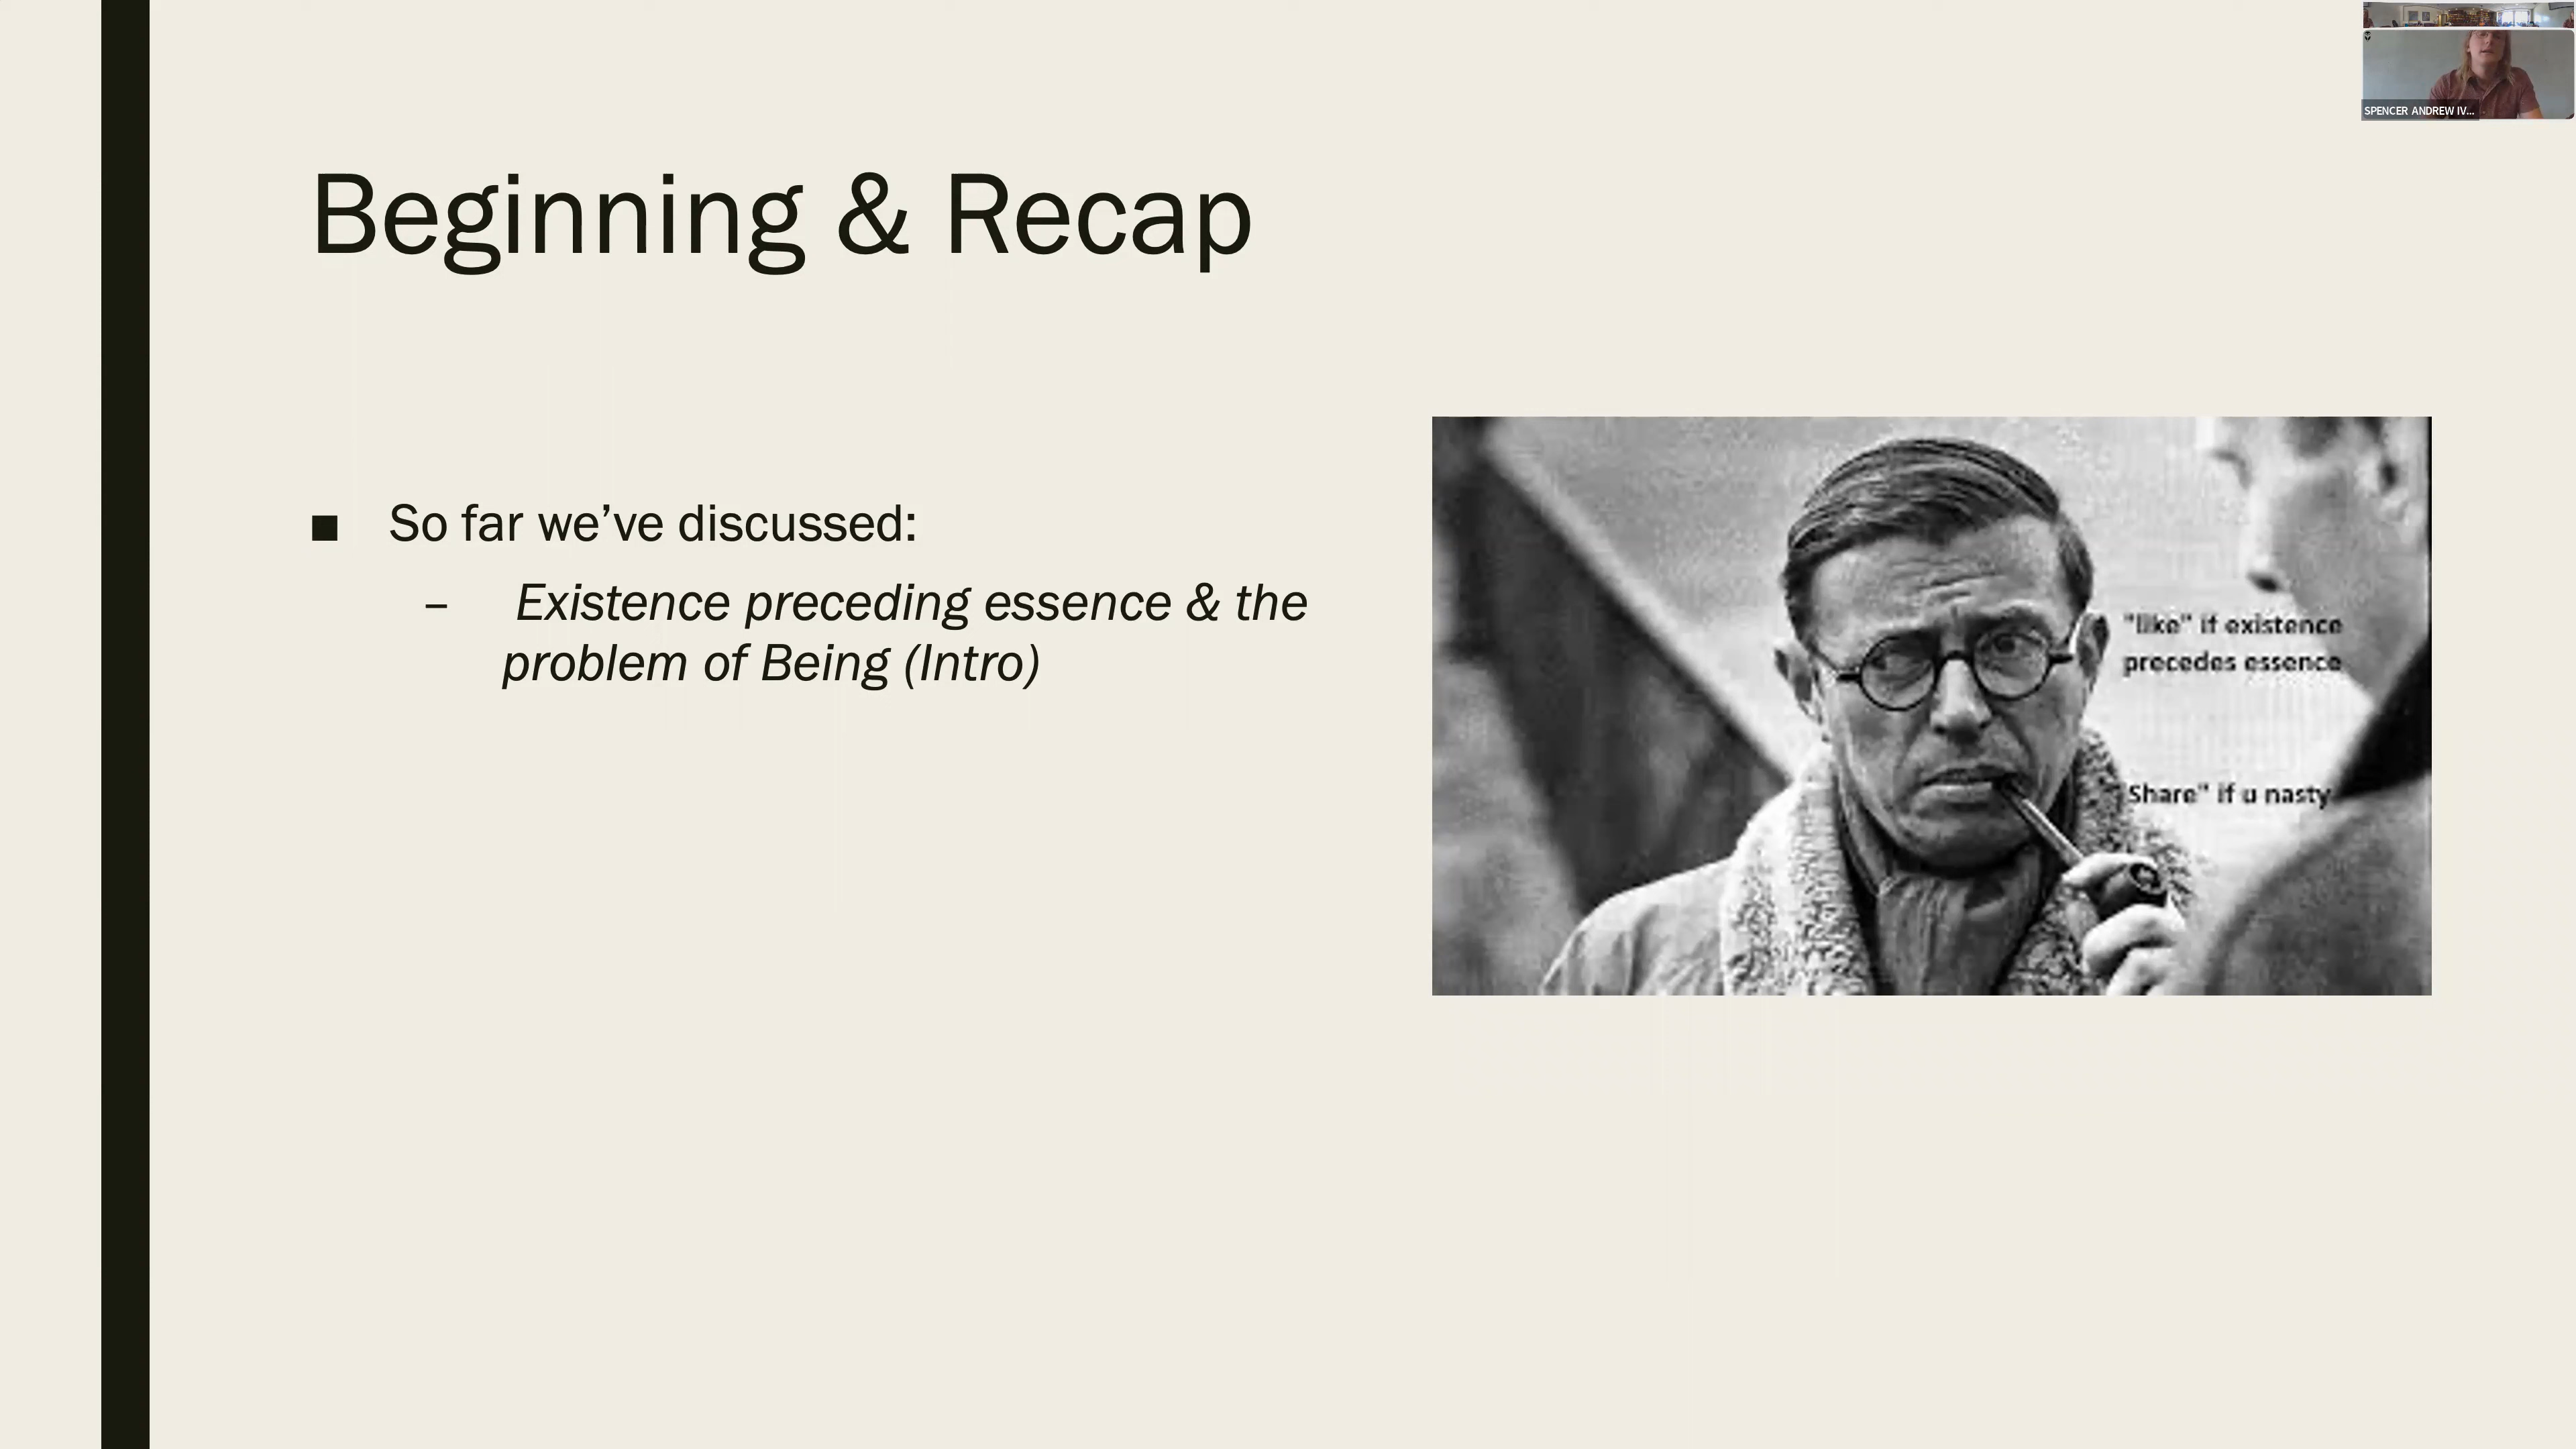 SPENCER ANDREW IV...
Beginning & Recap
■ So far we’ve discussed:
– Existence preceding essence & the
problem of Being (Intro)
"like" if existence
precedes essence
Share" if u nasty